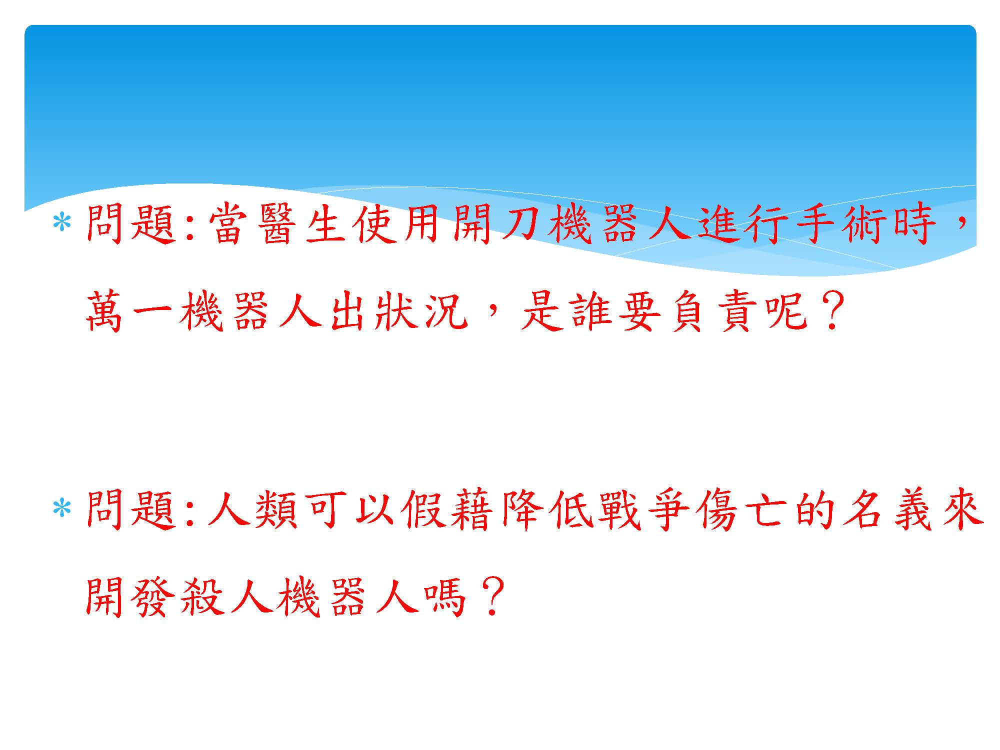 * 問題:當醫生使用開刀機器人進行手術時，
萬一機器人出狀況，是誰要負責呢？
* 問題:人類可以假藉降低戰爭傷亡的名義來
開發殺人機器人嗎？